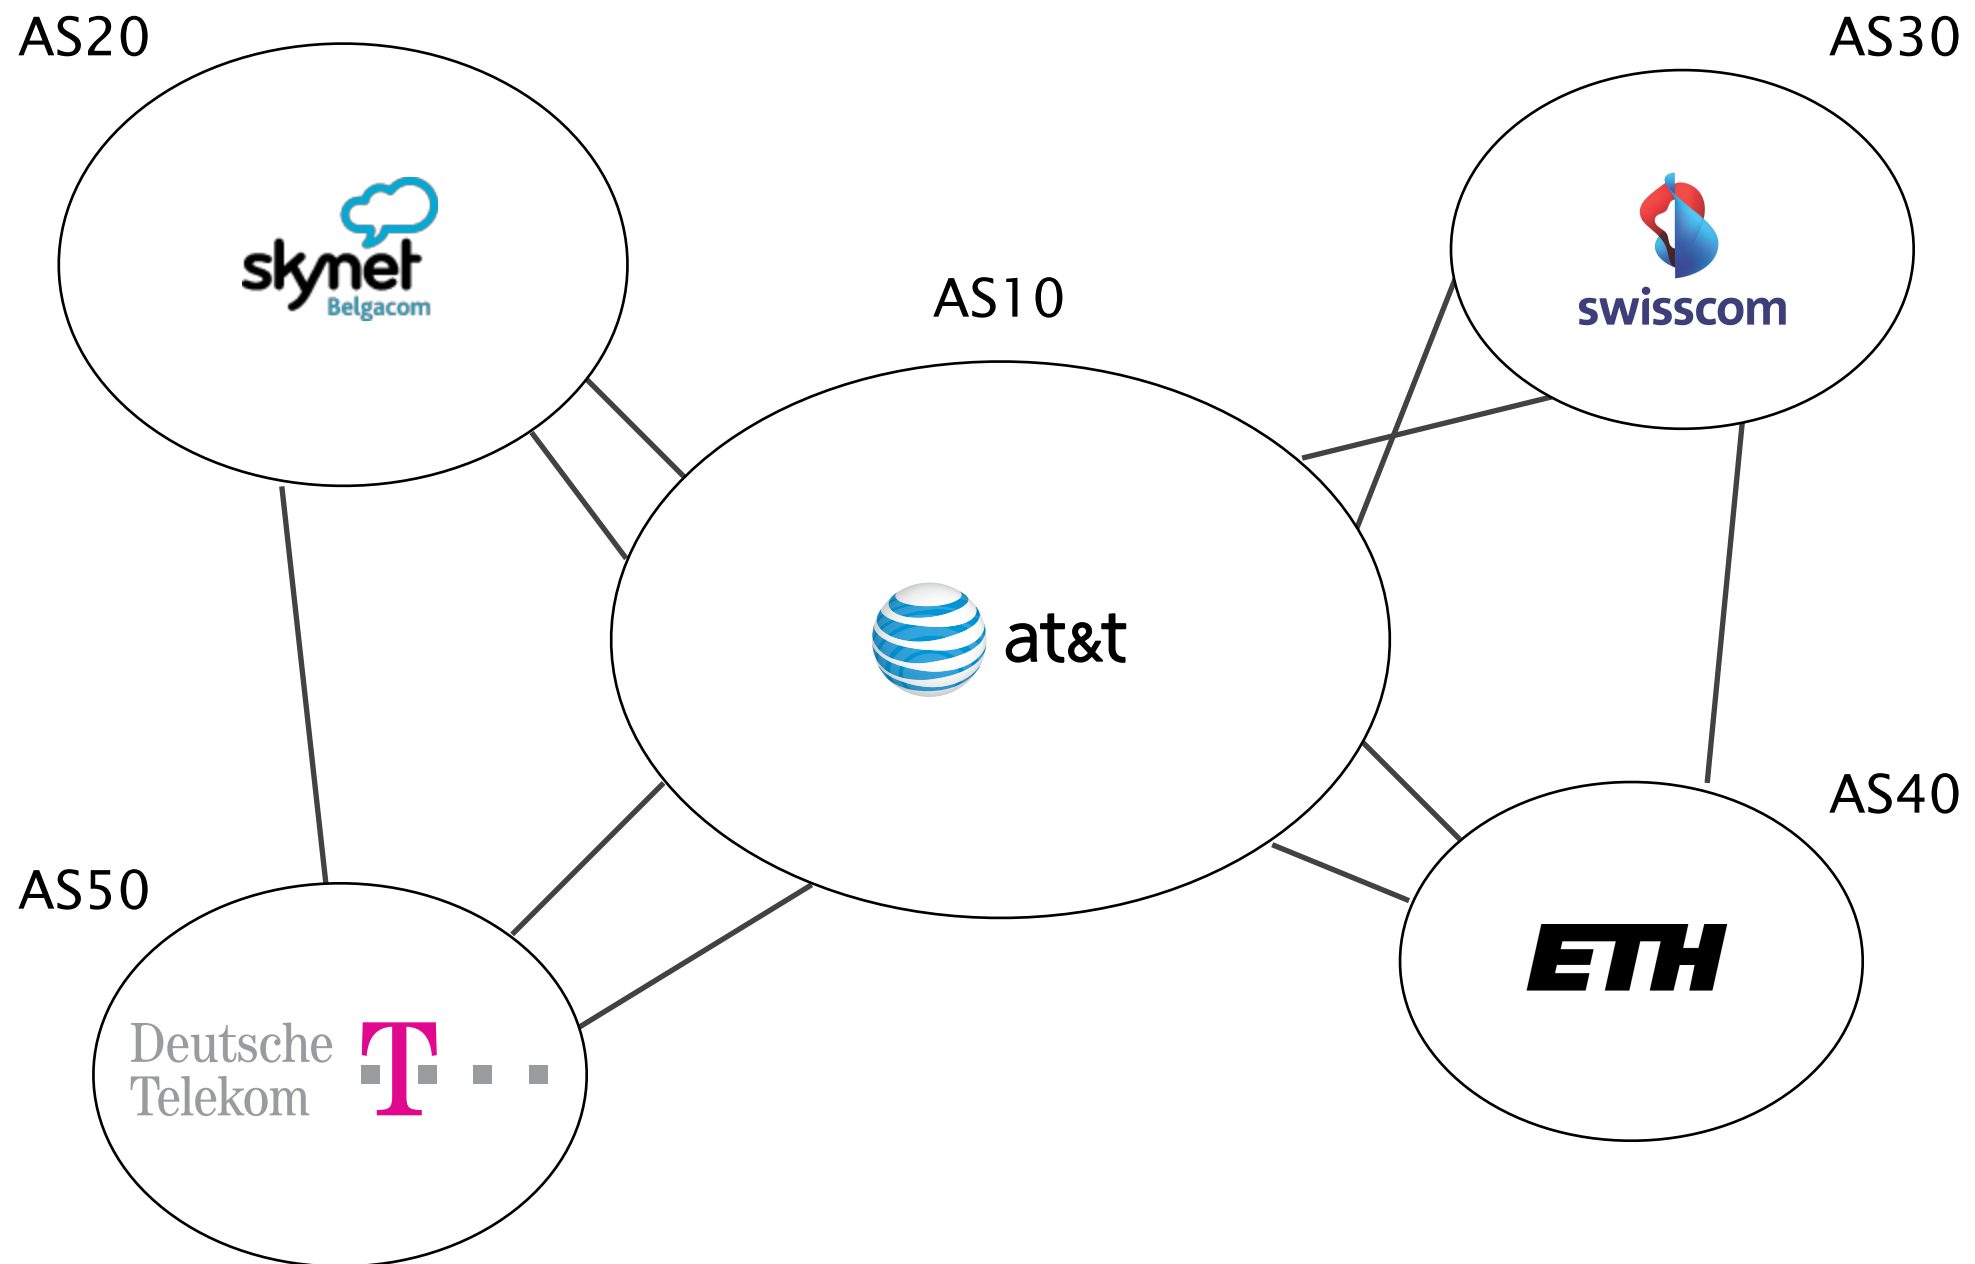 AS20
AS30
skynet
Belgacom
swisscom
AS10
at&t
AS40
AS50
ETH
Deutsche
Telekom
T